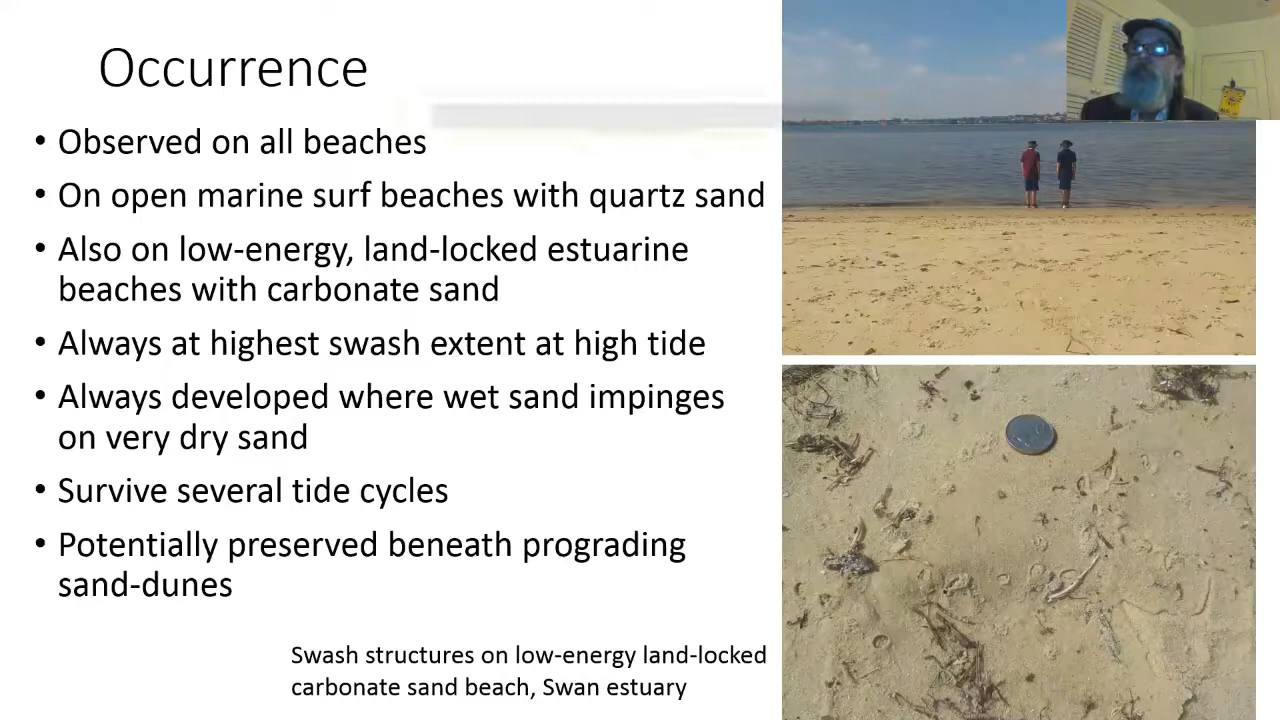 Occurrence
• Observed on all beaches
• On open marine surf beaches with quartz sand
• Also on low-energy, land-locked estuarine
beaches with carbonate sand
• Always at highest swash extent at high tide
• Always developed where wet sand impinges
on very dry sand
• Survive several tide cycles
• Potentially preserved beneath prograding
sand-dunes
Swash structures on low-energy land-locked
carbonate sand beach, Swan estuary